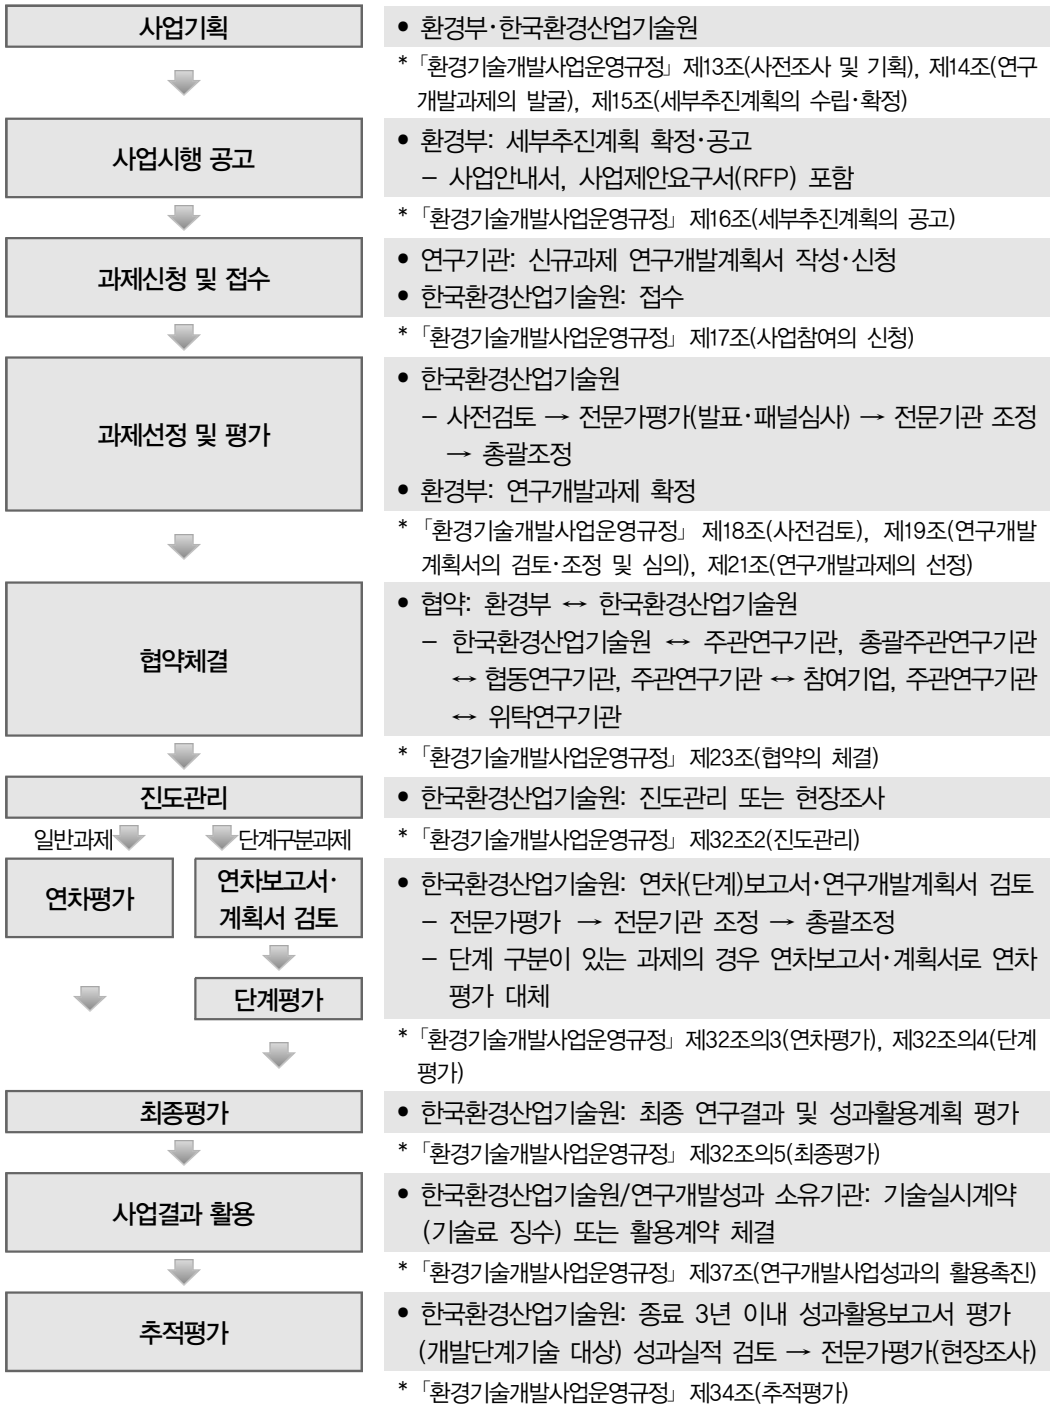 사업기획
• 환경부·한국환경산업기술원
* 「환경기술개발사업운영규정」 제13조(사전조사 및 기획), 제14조(연구
개발과제의 발굴), 제15조(세부추진계획의 수립·확정)
사업시행 공고
• 환경부: 세부추진계획 확정·공고
- 사업안내서, 사업제안요구서(RFP) 포함
* 「환경기술개발사업운영규정」 제16조(세부추진계획의 공고)
과제신청 및 접수
• 연구기관: 신규과제 연구개발계획서 작성·신청
• 한국환경산업기술원: 접수
* 「환경기술개발사업운영규정」 제17조(사업참여의 신청)
과제선정 및 평가
• 한국환경산업기술원
- 사전검토 → 전문가평가(발표·패널심사) → 전문기관 조정
→ 총괄조정
• 환경부: 연구개발과제 확정
* 「환경기술개발사업운영규정」 제18조(사전검토), 제19조(연구개발
계획서의 검토·조정 및 심의), 제21조(연구개발과제의 선정)
협약체결
• 협약: 환경부 ↔ 한국환경산업기술원
- 한국환경산업기술원 ↔ 주관연구기관, 총괄주관연구기관
↔ 협동연구기관, 주관연구기관 ↔ 참여기업, 주관연구기관
↔ 위탁연구기관
* 「환경기술개발사업운영규정」 제23조(협약의 체결)
진도관리
• 한국환경산업기술원: 진도관리 또는 현장조사
일반과제 단계구분과제
* 「환경기술개발사업운영규정」 제32조2(진도관리)
연차평가
연차보고서·
계획서 검토
단계평가
• 한국환경산업기술원: 연차(단계)보고서·연구개발계획서 검토
- 전문가평가 → 전문기관 조정 → 총괄조정
- 단계 구분이 있는 과제의 경우 연차보고서·계획서로 연차
평가 대체
* 「환경기술개발사업운영규정」 제32조의3(연차평가), 제32조의4(단계
평가)
최종평가
• 한국환경산업기술원: 최종 연구결과 및 성과활용계획 평가
* 「환경기술개발사업운영규정」 제32조의5(최종평가)
사업결과 활용
• 한국환경산업기술원/연구개발성과 소유기관: 기술실시계약
(기술료 징수) 또는 활용계약 체결
* 「환경기술개발사업운영규정」 제37조(연구개발사업성과의 활용촉진)
추적평가
• 한국환경산업기술원: 종료 3년 이내 성과활용보고서 평가
(개발단계기술 대상) 성과실적 검토 → 전문가평가(현장조사)
* 「환경기술개발사업운영규정」 제34조(추적평가)